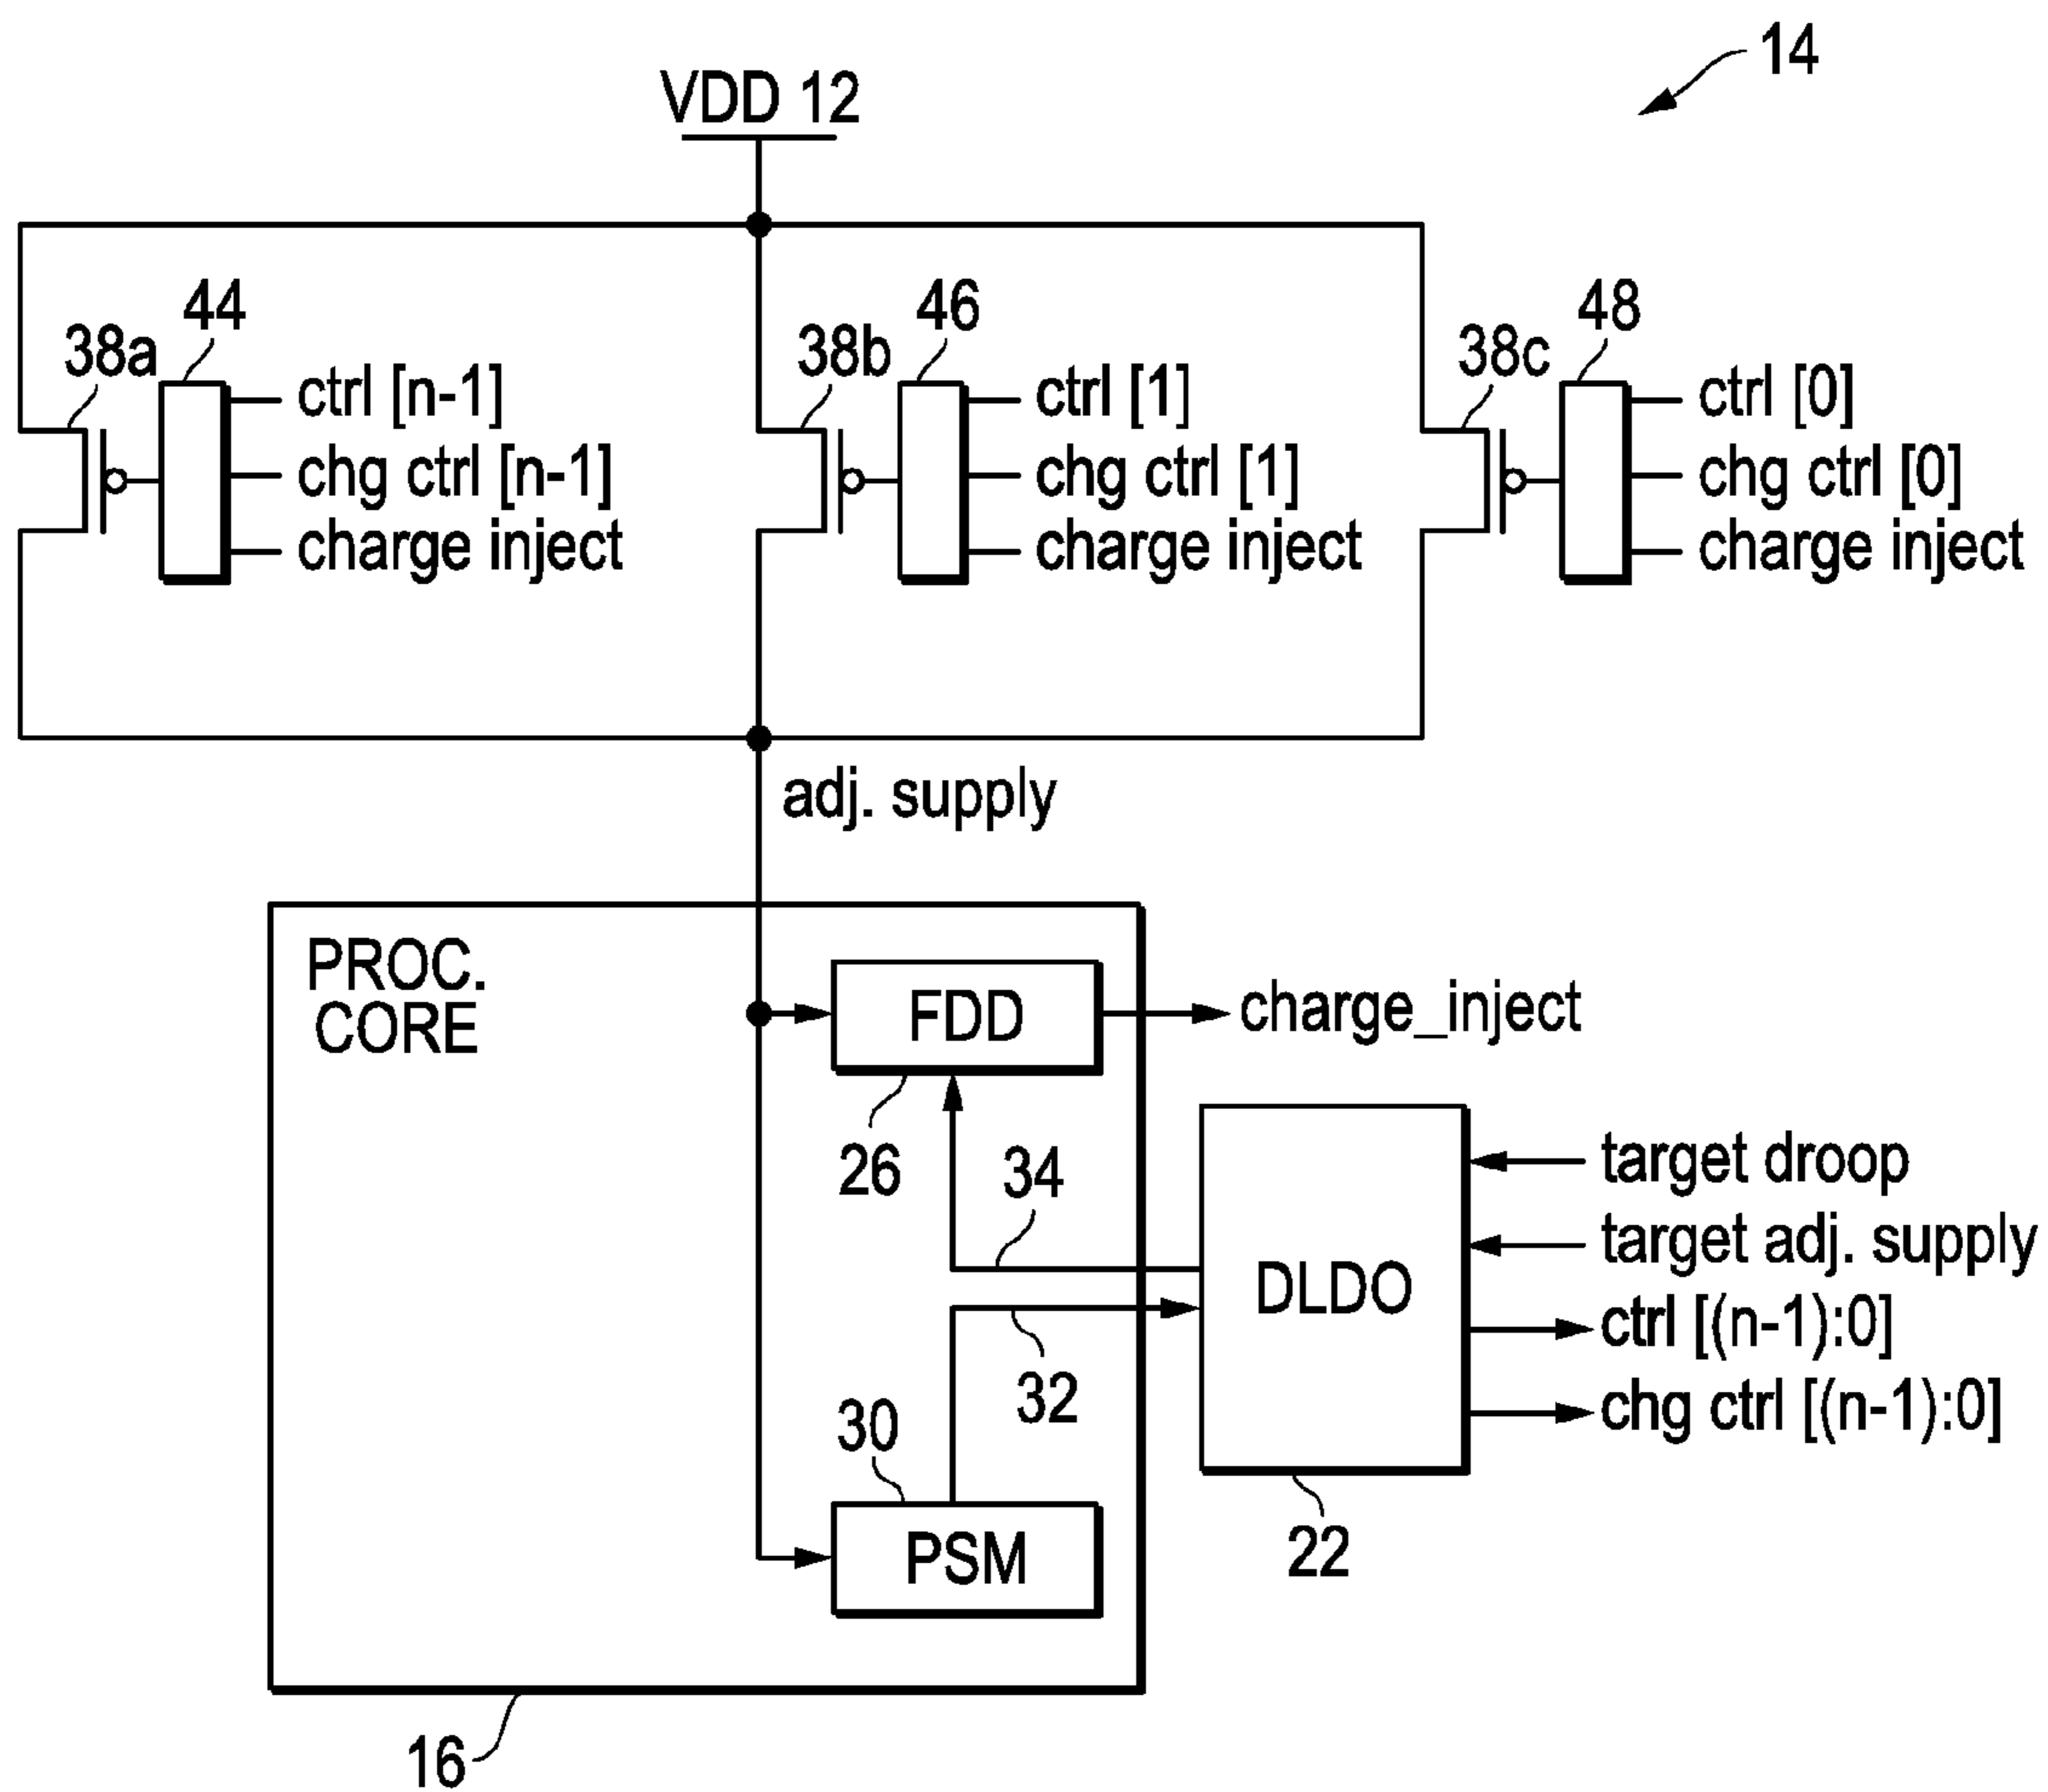 14
VDD 12
44
46
48
38a
38b
38c
ctrl [n-1]
chg ctrl [n-1]
charge inject
ctrl [1]
chg ctrl [1]
charge inject
ctrl [0]
chg ctrl [0]
charge inject
adj. supply
PROC.
CORE
FDD
charge_inject
26
34
target droop
target adj. supply
DLDO
ctrl [(n-1):0]
chg ctrl [(n-1):0]
32
30
PSM
22
16